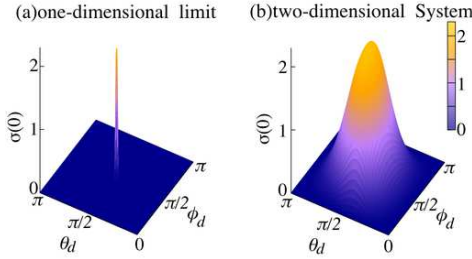 (a)one-dimensional limit
(b)two-dimensional System
σ(0)
2
1
0
π
π/2
θd
0
ϕd
π/2
π
σ(0)
2
1
0
π
π/2
θd
0
ϕd
π/2
π
2
1
0